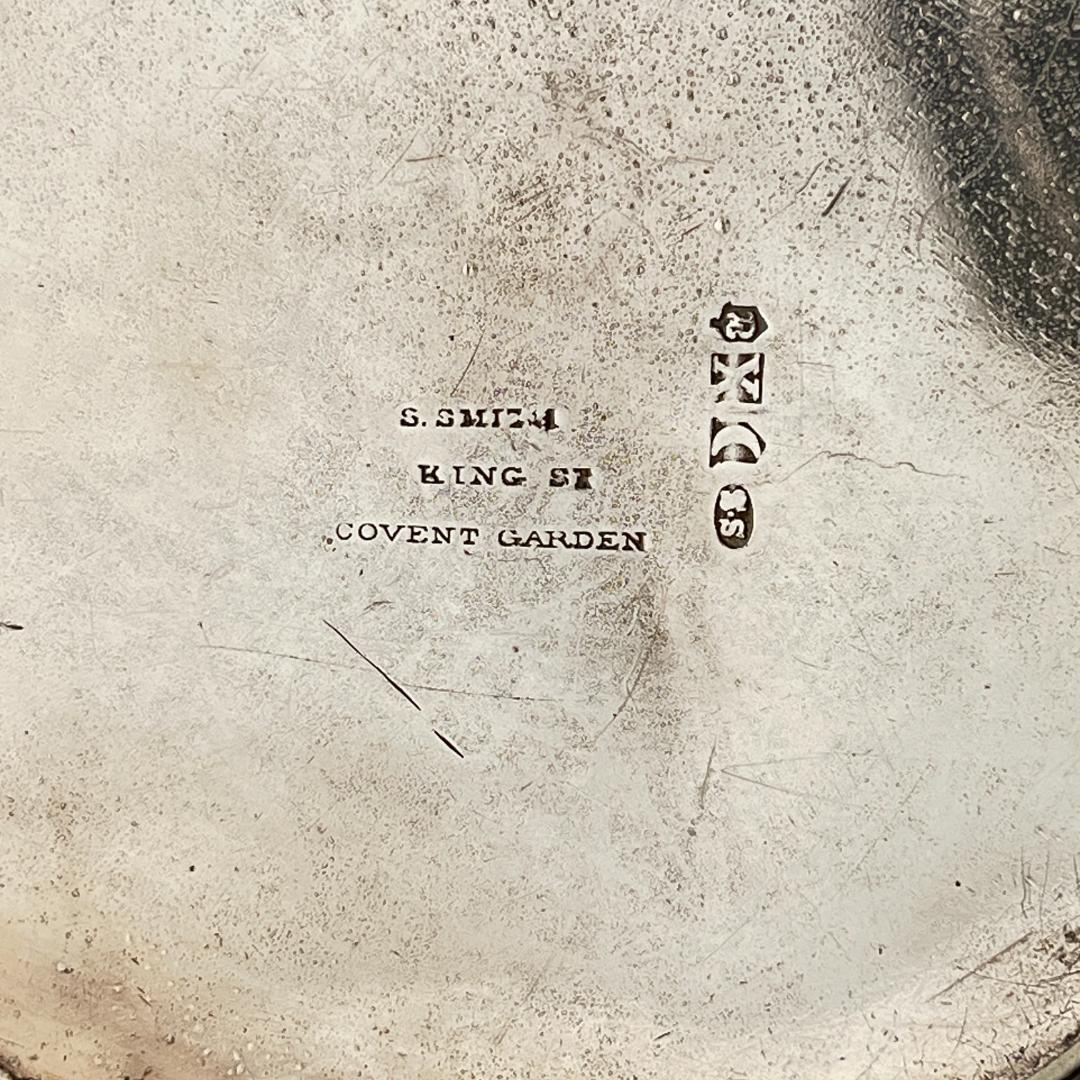 S. SMITH
KING ST
COVENT GARDEN
S.S